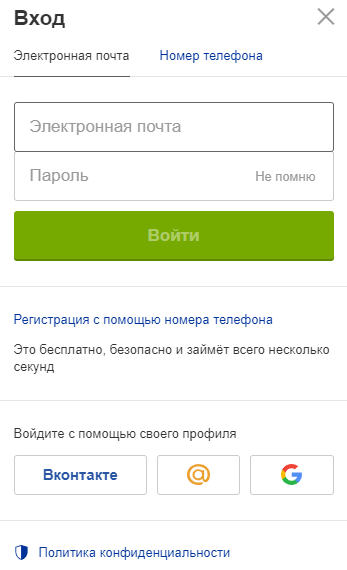 Вход
Электронная почта Номер телефона
Электронная почта
Пароль Не помню
Войти
Регистрация с помощью номера телефона
Это бесплатно, безопасно и займёт всего несколько
секунд
Войдите с помощью своего профиля
Вконтакте @ G
Политика конфиденциальности